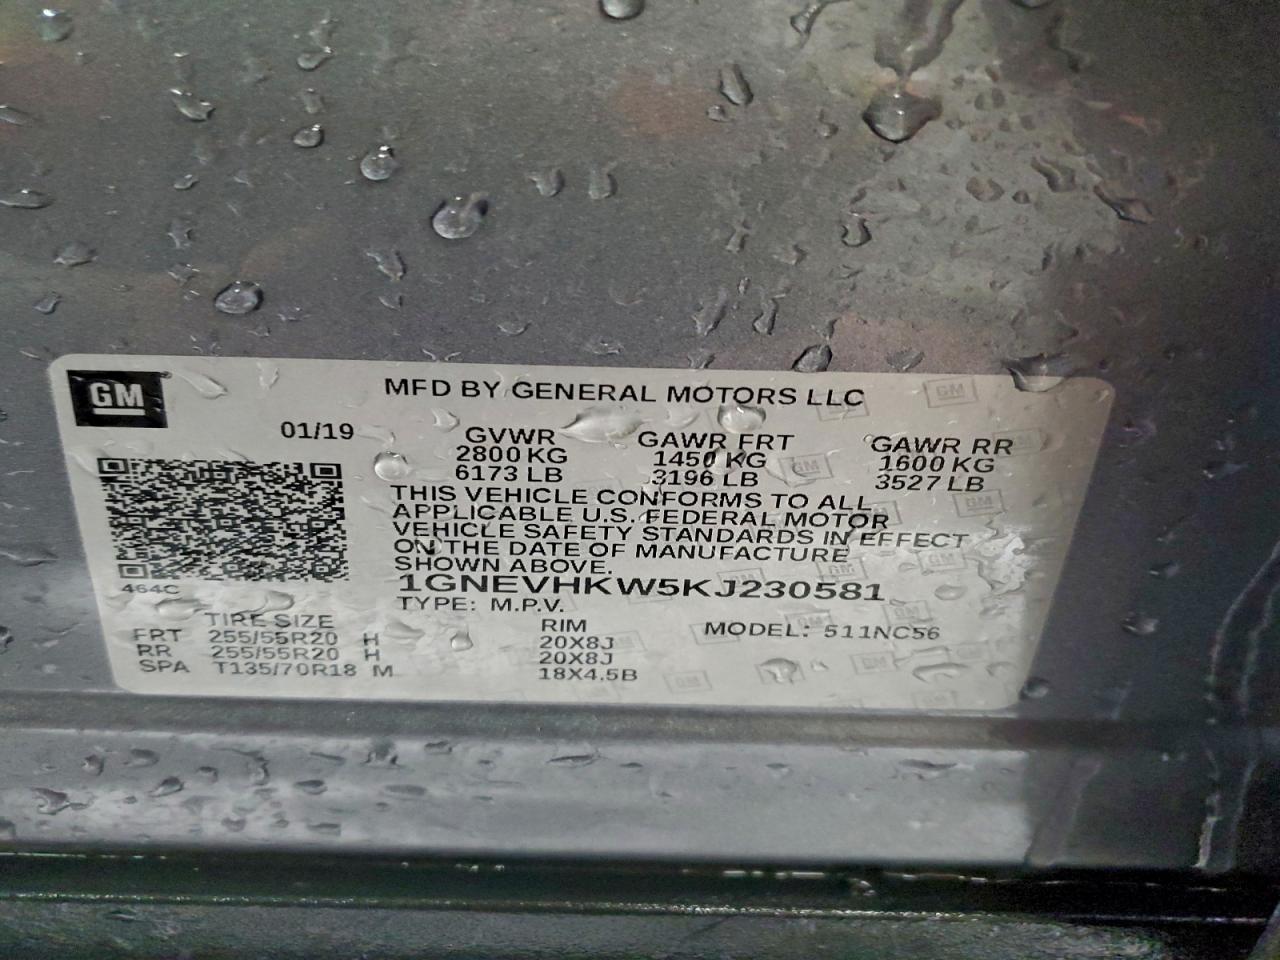 GM
MFD BY GENERAL MOTORS LLC
01/19
GVWR GAWR FRT GAWR RR
2800 KG 1450 KG 1600 KG
6173 LB 3196 LB 3527 LB
THIS VEHICLE CONFORMS TO ALL
APPLICABLE U.S. FEDERAL MOTOR
VEHICLE SAFETY STANDARDS IN EFFECT
ON THE DATE OF MANUFACTURE
SHOWN ABOVE.
464C
1GNEVHKW5KJ230581
TYPE: M.P.V.
TIRE SIZE RIM MODEL: 511NC56
FRT 255/55R20 H 20X8J
RR 255/55R20 H 20X8J
SPA T135/70R18 M 18X4.5B